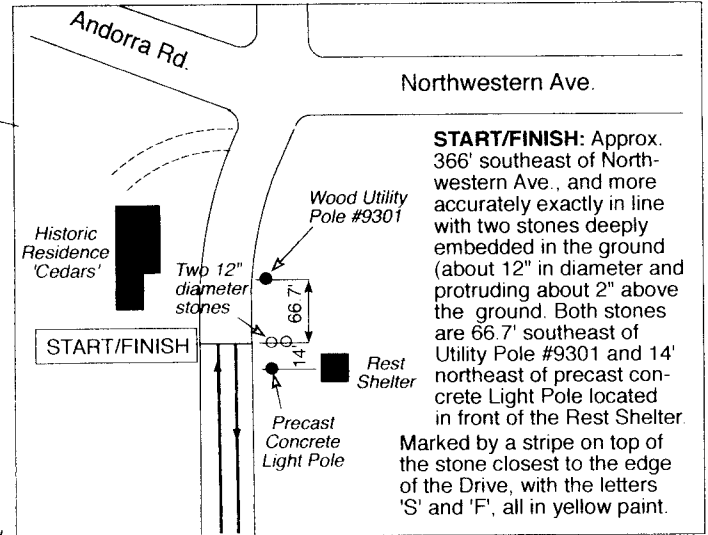 Andorra Rd.
Northwestern Ave.
START/FINISH: Approx.
366' southeast of North-
western Ave., and more
accurately exactly in line
with two stones deeply
embedded in the ground
(about 12" in diameter and
protruding about 2" above
the ground. Both stones
are 66.7' southeast of
Utility Pole #9301 and 14'
northeast of precast con-
crete Light Pole located
in front of the Rest Shelter.
Marked by a stripe on top of
the stone closest to the edge
of the Drive, with the letters
'S' and 'F', all in yellow paint.
Wood Utility
Pole #9301
Historic
Residence
'Cedars'
Two 12"
diameter
stones
66.7'
START/FINISH
14'
Rest
Shelter
Precast
Concrete
Light Pole